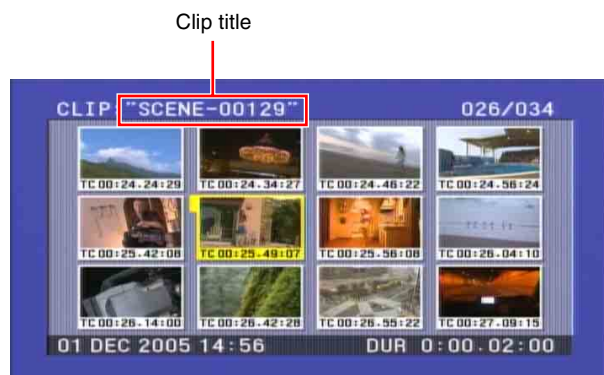 Clip title
CLIP:"SCENE-00129" 026/034
TC 00:24.24:29 TC 00:24.34:27 TC 00:24.46:22 TC 00:24.56:24
TC 00:25.42:08 TC 00:25.49:07 TC 00:25.56:08 TC 00:26.04:10
TC 00:26.14:00 TC 00:26.42:28 TC 00:26.55:22 TC 00:27.09:15
01 DEC 2005 14:56 DUR 0:00.02:00